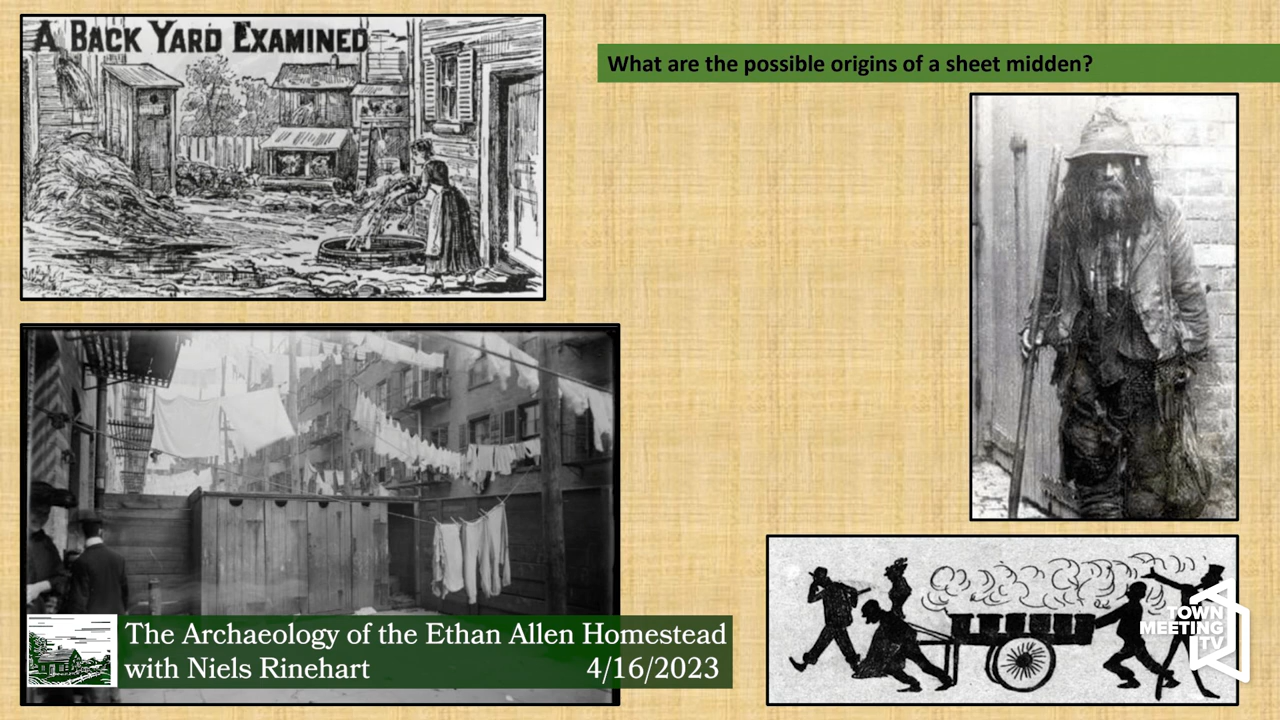 A BACK YARD EXAMINED
What are the possible origins of a sheet midden?
The Archaeology of the Ethan Allen Homestead
with Niels Rinehart 4/16/2023
TOWN
MEETING
TV